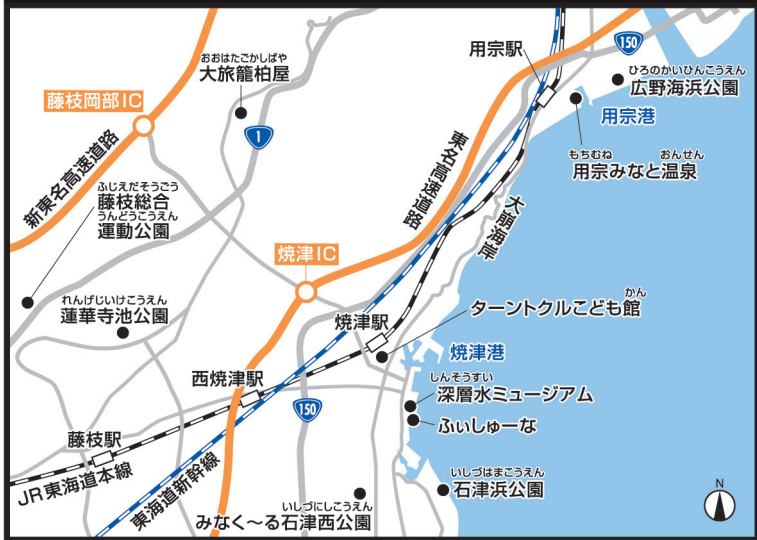 150
用宗駅
ひろのかいひんこうえん
広野海浜公園
おおはたごかしばや
大旅籠柏屋
藤枝岡部IC
用宗港
1
もちむね おんせん
用宗みなと温泉
新東名高速道路
東名高速道路
大崩海岸
ふじえだそうごう
藤枝総合
うんどうこうえん
運動公園
焼津IC
れんげじいけこうえん
蓮華寺池公園
かん
ターントクルこども館
焼津駅
焼津港
西焼津駅
しんそうすい
深層水ミュージアム
150
ふぃしゅーな
藤枝駅
JR東海道本線
東海道新幹線
いしづはまこうえん
石津浜公園
いしづにしこうえん
みなく~る石津西公園
N